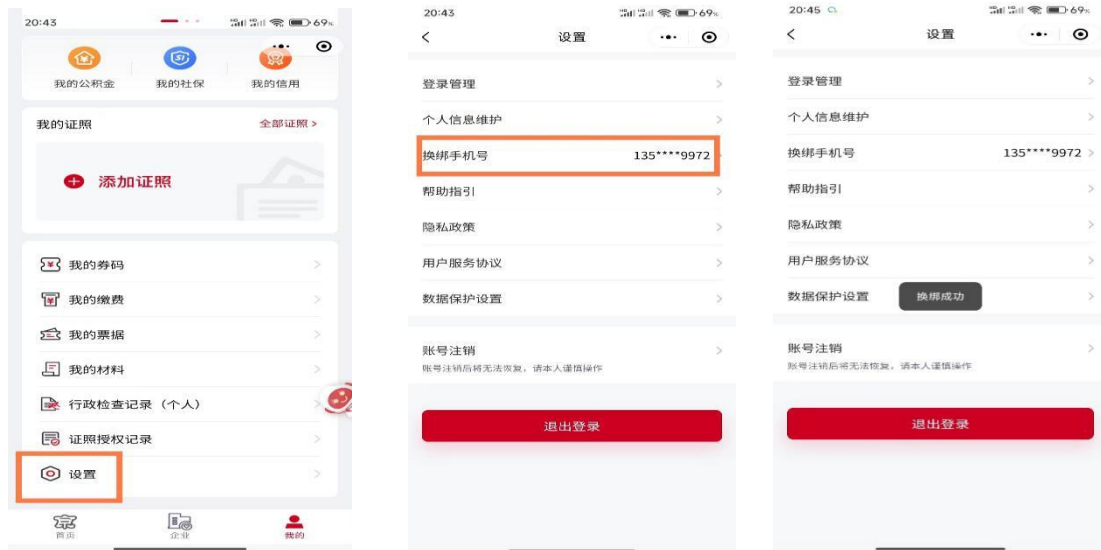 20:43
69%
我的公积金
我的社保
我的信用
我的证照
全部证照 >
添加证照
我的券码
我的缴费
我的票据
我的材料
行政检查记录（个人）
证照授权记录
设置
首页
企业
我的
20:43
69%
设置
登录管理
个人信息维护
换绑手机号 135****9972
帮助指引
隐私政策
用户服务协议
数据保护设置
账号注销
账号注销后将无法恢复，请本人谨慎操作
退出登录
20:45
69%
设置
登录管理
个人信息维护
换绑手机号 135****9972
帮助指引
隐私政策
用户服务协议
数据保护设置
换绑成功
账号注销
账号注销后将无法恢复，请本人谨慎操作
退出登录